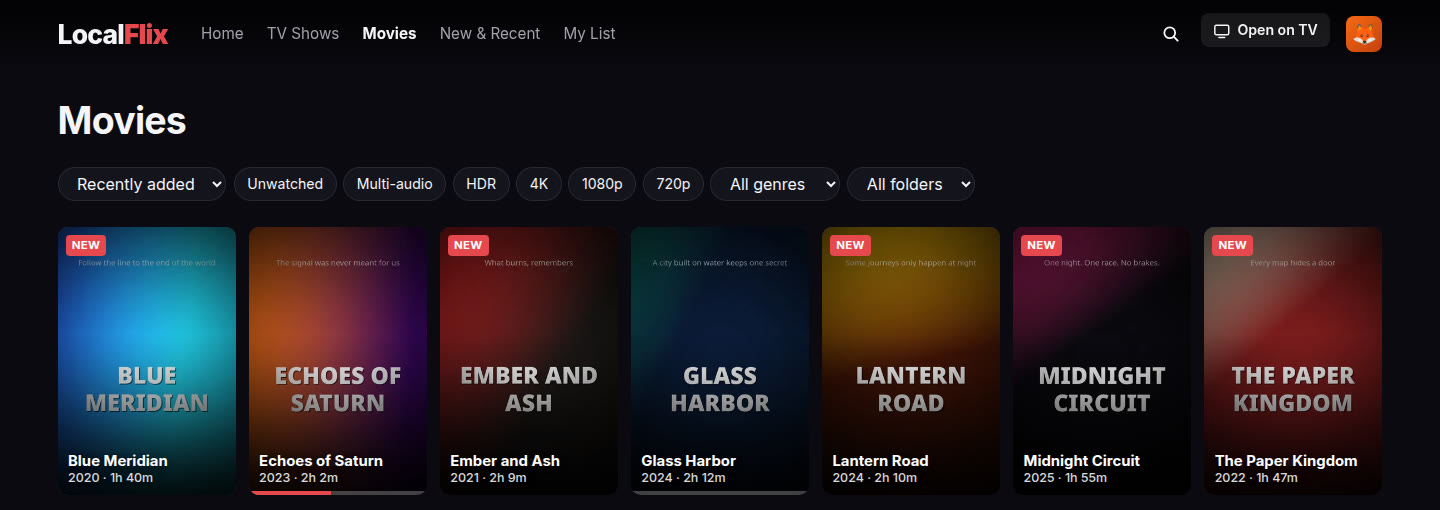 LocalFlix Home TV Shows Movies New & Recent My List Open on TV
Movies
Recently added Unwatched Multi-audio HDR 4K 1080p 720p All genres All folders
NEW
Follow the line to the end of the world
BLUE
MERIDIAN
Blue Meridian
2020 · 1h 40m
The signal was never meant for us
ECHOES OF
SATURN
Echoes of Saturn
2023 · 2h 2m
NEW
What burns, remembers
EMBER AND
ASH
Ember and Ash
2021 · 2h 9m
A city built on water keeps one secret
GLASS
HARBOR
Glass Harbor
2024 · 2h 12m
NEW
Some journeys only happen at night
LANTERN
ROAD
Lantern Road
2024 · 2h 10m
NEW
One night. One race. No brakes.
MIDNIGHT
CIRCUIT
Midnight Circuit
2025 · 1h 55m
NEW
Every map hides a door
THE PAPER
KINGDOM
The Paper Kingdom
2022 · 1h 47m